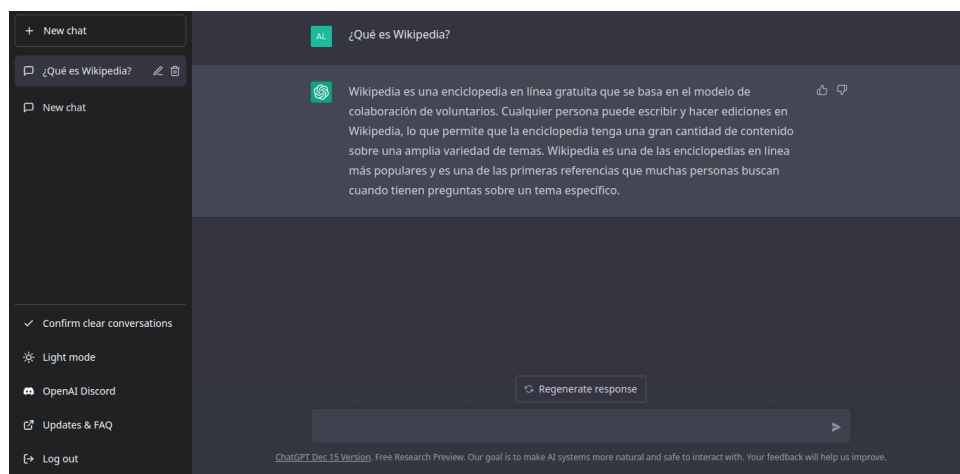 New chat
¿Qué es Wikipedia?
New chat
Confirm clear conversations
Light mode
OpenAI Discord
Updates & FAQ
Log out
AL
¿Qué es Wikipedia?
Wikipedia es una enciclopedia en línea gratuita que se basa en el modelo de
colaboración de voluntarios. Cualquier persona puede escribir y hacer ediciones en
Wikipedia, lo que permite que la enciclopedia tenga una gran cantidad de contenido
sobre una amplia variedad de temas. Wikipedia es una de las enciclopedias en línea
más populares y es una de las primeras referencias que muchas personas buscan
cuando tienen preguntas sobre un tema específico.
Regenerate response
ChatGPT Dec 15 Version. Free Research Preview. Our goal is to make AI systems more natural and safe to interact with. Your feedback will help us improve.